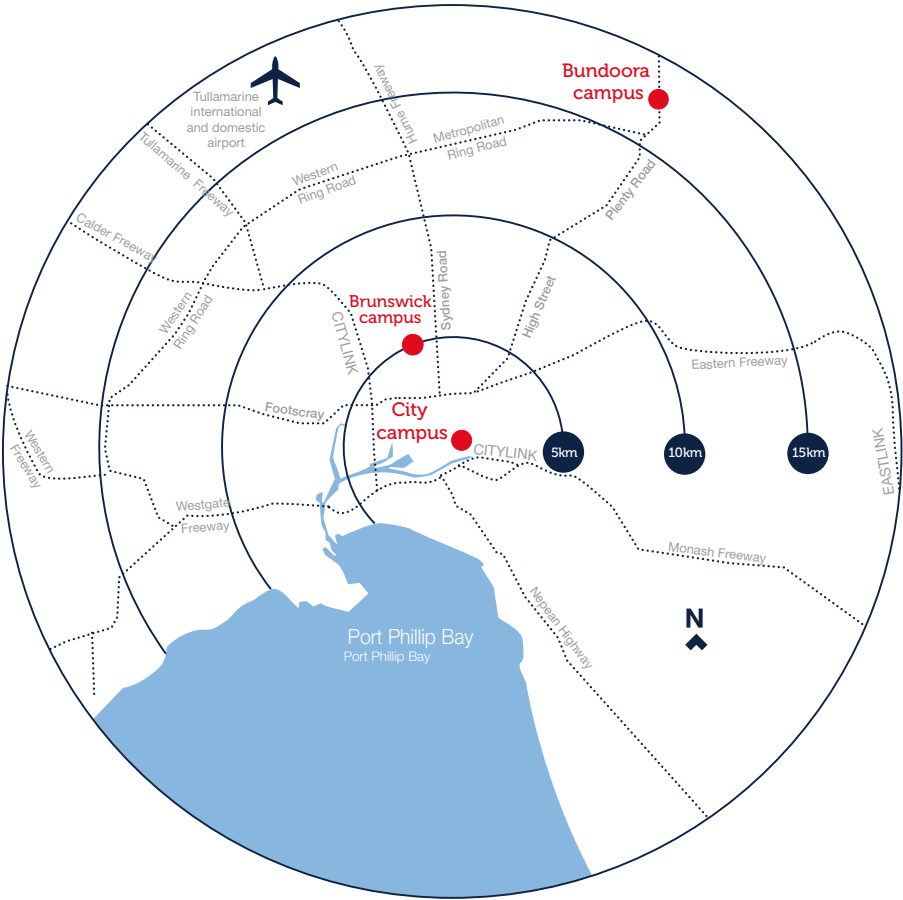 Bundoora
campus
Tullamarine
international
and domestic
airport
Hume Freeway
Metropolitan
Ring Road
Tullamarine Freeway
Western
Ring Road
Plenty Road
Calder Freeway
Sydney Road
High Street
Western
Ring Road
Brunswick
campus
CITYLINK
Eastern Freeway
Footscray
City
campus
CITYLINK
5km
10km
15km
EASTLINK
Western
Freeway
Westgate
Freeway
Monash Freeway
Nepean Highway
N
Port Phillip Bay
Port Phillip Bay